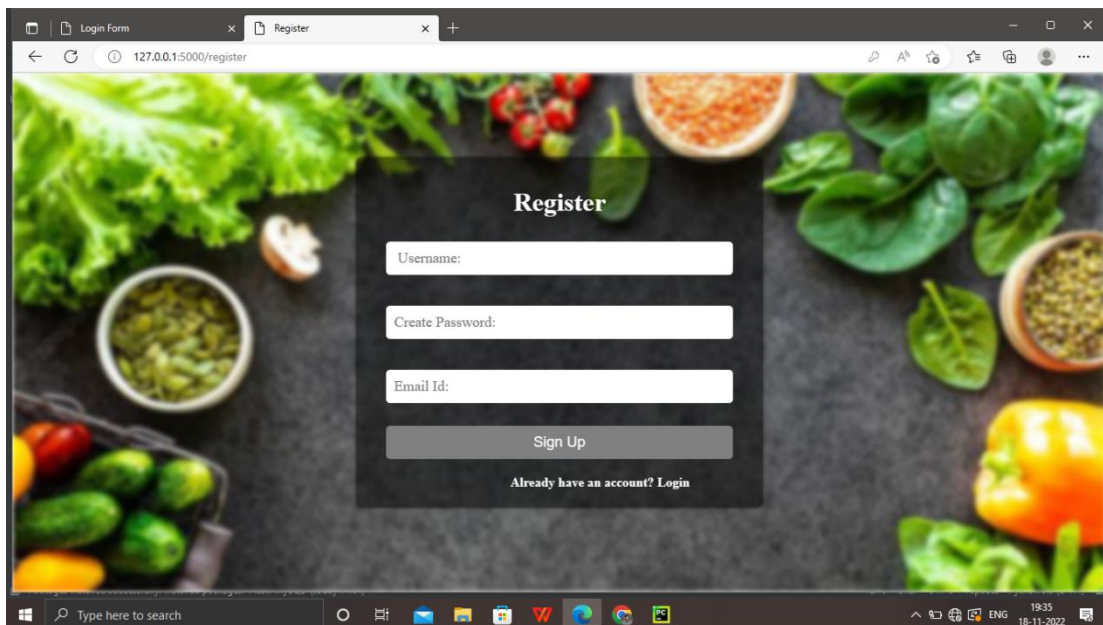 Login Form
Register
127.0.0.1:5000/register
Register
Username:
Create Password:
Email Id:
Sign Up
Already have an account? Login
Type here to search
ENG
19:35
18-11-2022